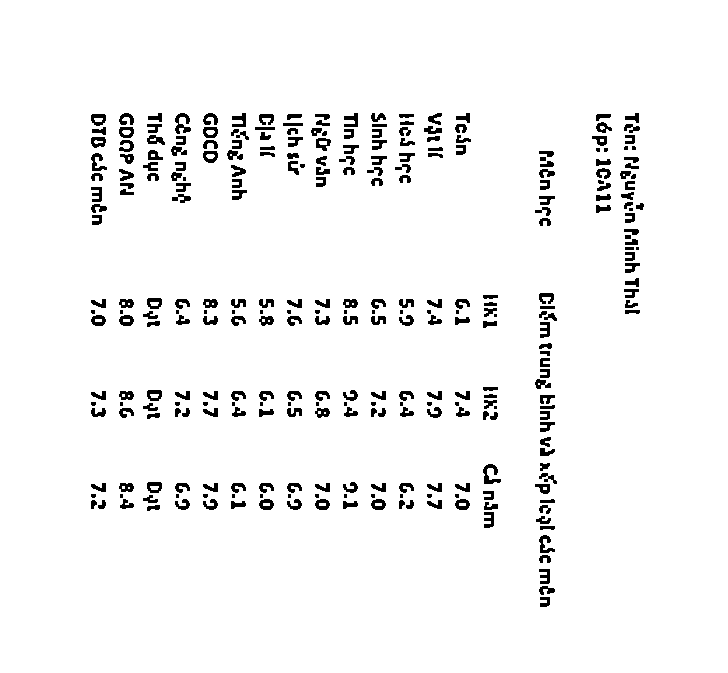 Tên: Nguyễn Minh Thái
Lớp: 10A11
Môn học Điểm trung bình và xếp loại các môn
HK1 HK2 Cả năm
Toán 6.1 7.4 7.0
Vật lí 7.4 7.9 7.7
Hoá học 5.9 6.4 6.2
Sinh học 6.5 7.2 7.0
Tin học 8.5 9.4 9.1
Ngữ văn 7.3 6.8 7.0
Lịch sử 7.6 6.5 6.9
Địa lí 5.8 6.1 6.0
Tiếng Anh 5.6 6.4 6.1
GDCD 8.3 7.7 7.9
Công nghệ 6.4 7.2 6.9
Thể dục Đạt Đạt Đạt
GDQP AN 8.0 8.6 8.4
ĐTB các môn 7.0 7.3 7.2